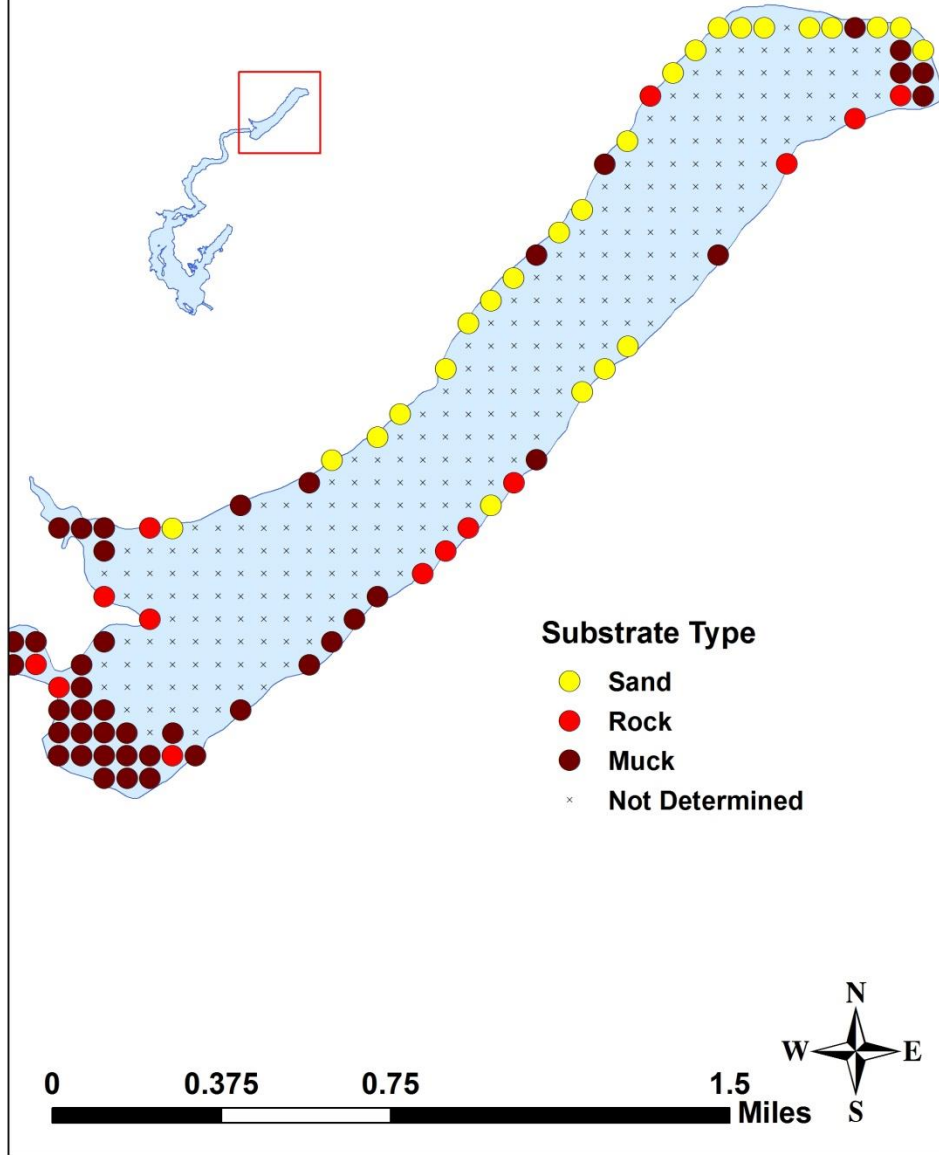 Substrate Type
Sand
Rock
Muck
Not Determined
N
W E
S
0 0.375 0.75 1.5
Miles